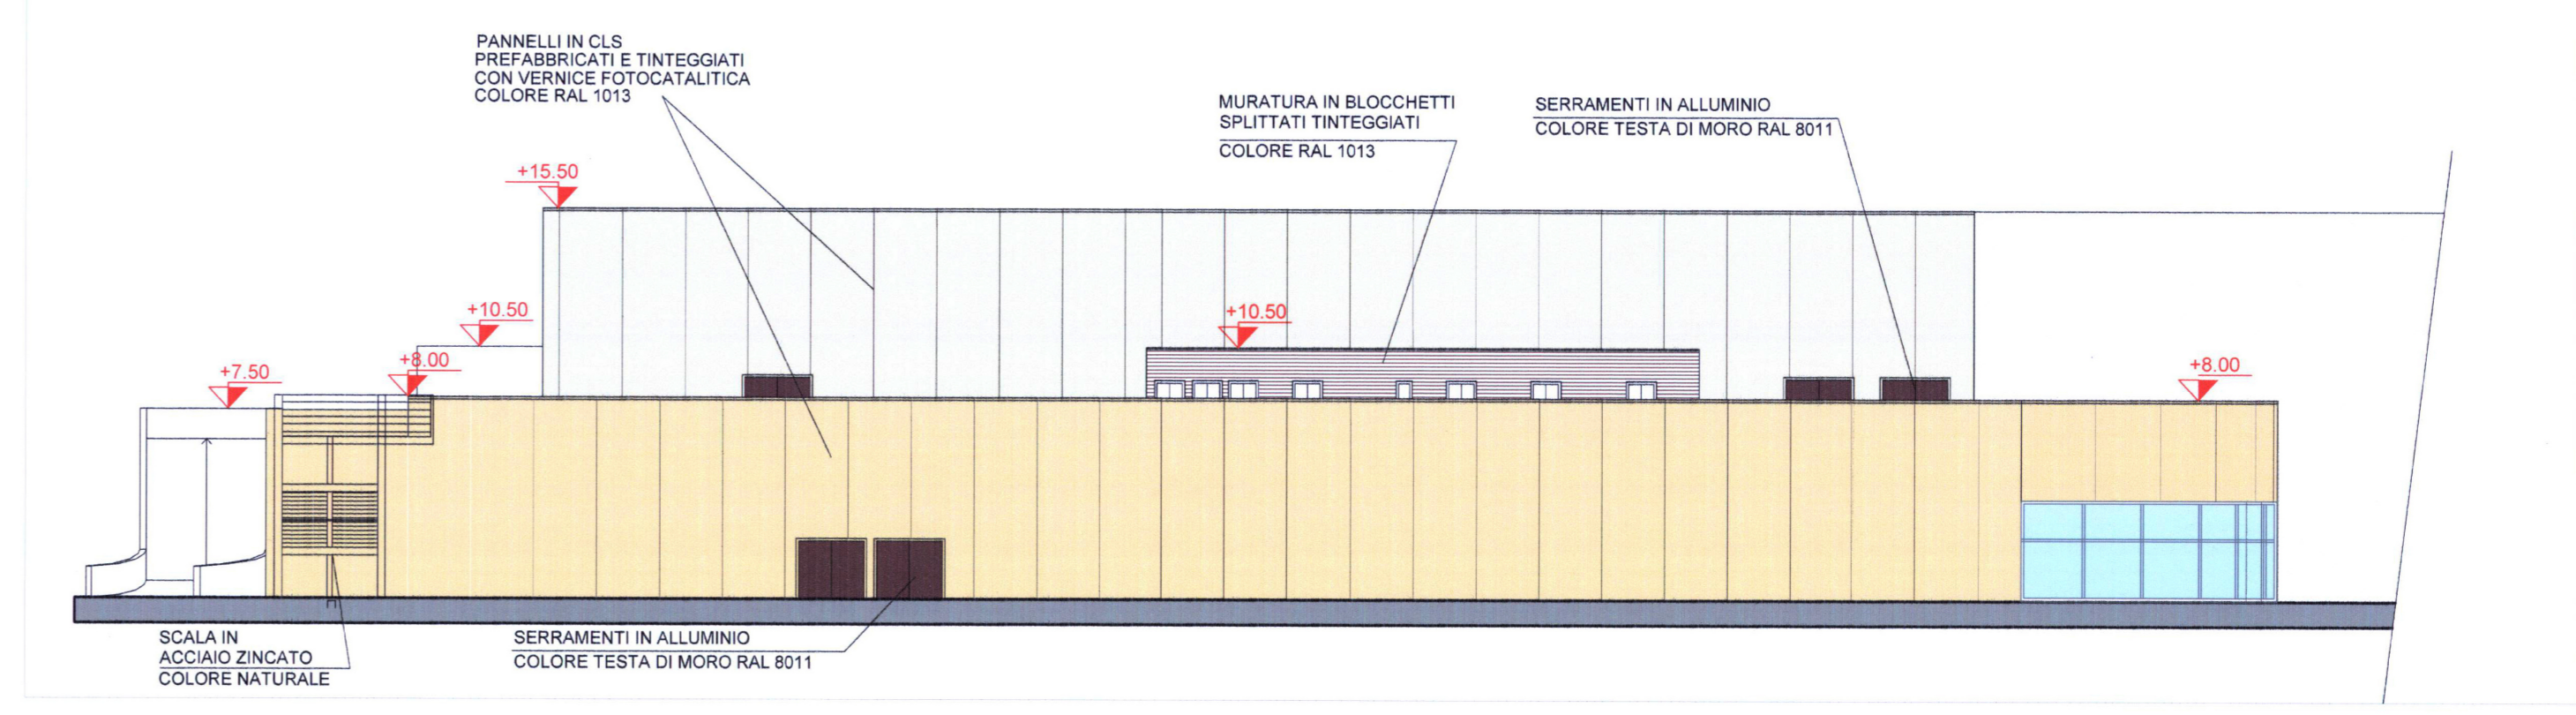 PANNELLI IN CLS
PREFABBRICATI E TINTEGGIATI
CON VERNICE FOTOCATALITICA
COLORE RAL 1013
MURATURA IN BLOCCHETTI
SPLITTATI TINTEGGIATI
COLORE RAL 1013
SERRAMENTI IN ALLUMINIO
COLORE TESTA DI MORO RAL 8011
+15.50
+10.50
+10.50
+8.00
+7.50
+8.00
SCALA IN
ACCIAIO ZINCATO
COLORE NATURALE
SERRAMENTI IN ALLUMINIO
COLORE TESTA DI MORO RAL 8011